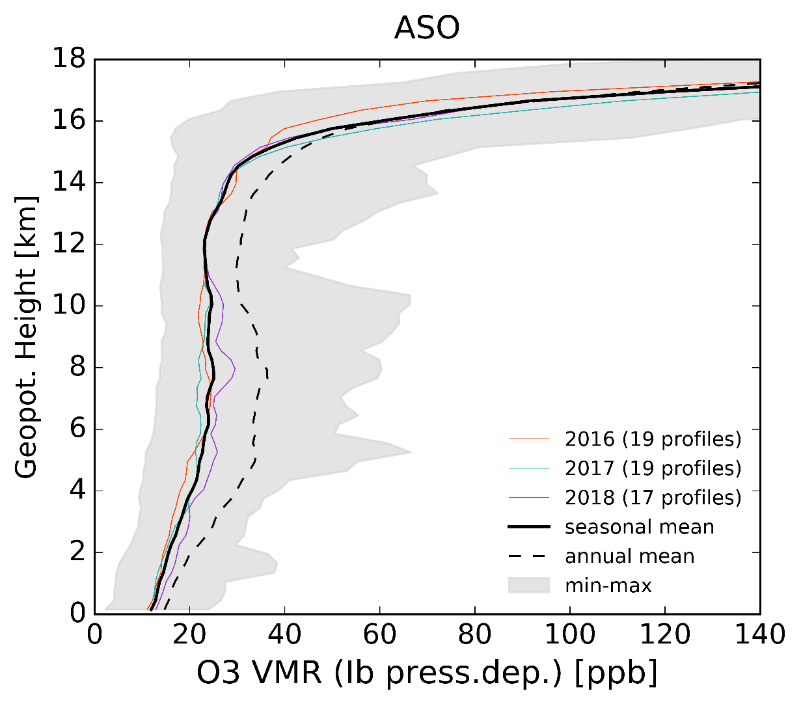 ASO
18
16
14
12
10
8
6
4
2
0
Geopot. Height [km]
2016 (19 profiles)
2017 (19 profiles)
2018 (17 profiles)
seasonal mean
annual mean
min-max
0 20 40 60 80 100 120 140
O3 VMR (Ib press.dep.) [ppb]